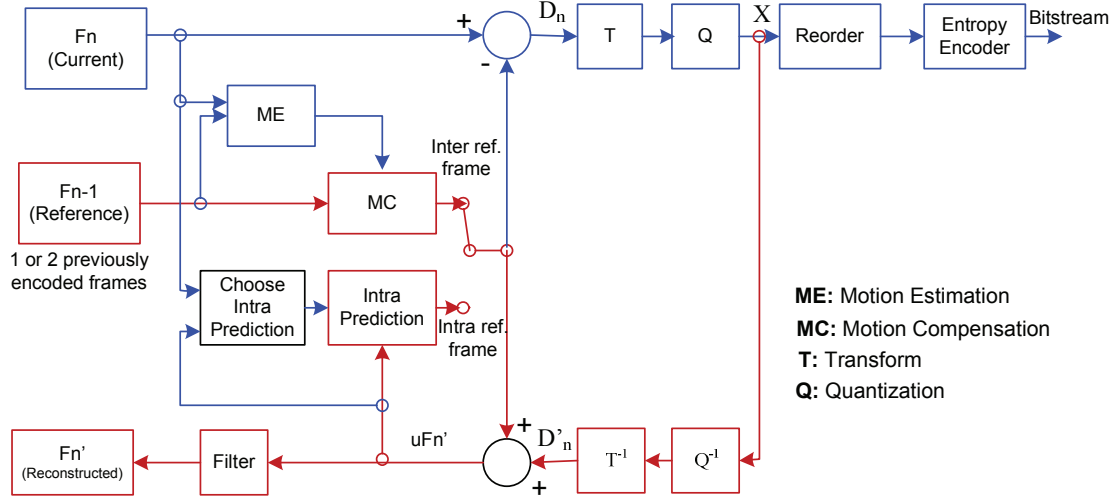 Fn
(Current)
+
-
Dn
T
Q
X
Reorder
Entropy
Encoder
Bitstream
ME
Inter ref.
frame
Fn-1
(Reference)
MC
1 or 2 previously
encoded frames
Choose
Intra
Prediction
Intra
Prediction
Intra ref.
frame
ME: Motion Estimation
MC: Motion Compensation
T: Transform
Q: Quantization
Fn'
(Reconstructed)
Filter
uFn'
+
+
D'n
T-1
Q-1